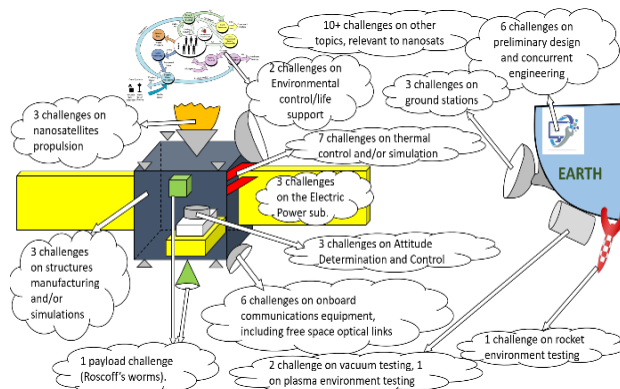 10+ challenges on other
topics, relevant to nanosats
6 challenges on
preliminary design
and concurrent
engineering
2 challenges on
Environmental
control/life
support
3 challenges on
ground stations
3 challenges on
nanosatellites
propulsion
7 challenges on thermal
control and/or simulation
EARTH
3 challenges
on the Electric
Power sub.
3 challenges on Attitude
Determination and Control
3 challenges
on structures
manufacturing
and/or
simulations
6 challenges on onboard
communications equipment,
including free space optical links
1 challenge on rocket
environment testing
1 payload challenge
(Roscoff's worms).
2 challenge on vacuum testing, 1
on plasma environment testing